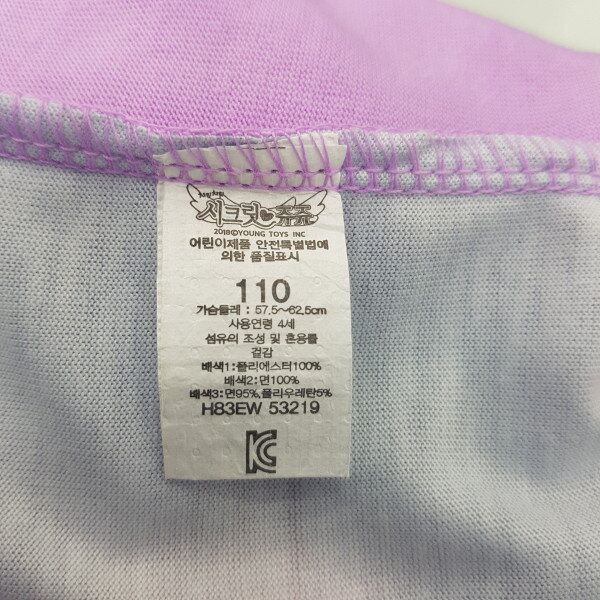 치링치링
시크릿 쥬쥬
2018©YOUNG TOYS INC
어린이제품 안전특별법에
의한 품질표시
110
가슴둘레 : 57.5~62.5cm
사용연령 4세
섬유의 조성 및 혼용률
겉감
배색1:폴리에스터100%
배색2:면100%
배색3:면95%,폴리우레탄5%
H83EW 53219
KC